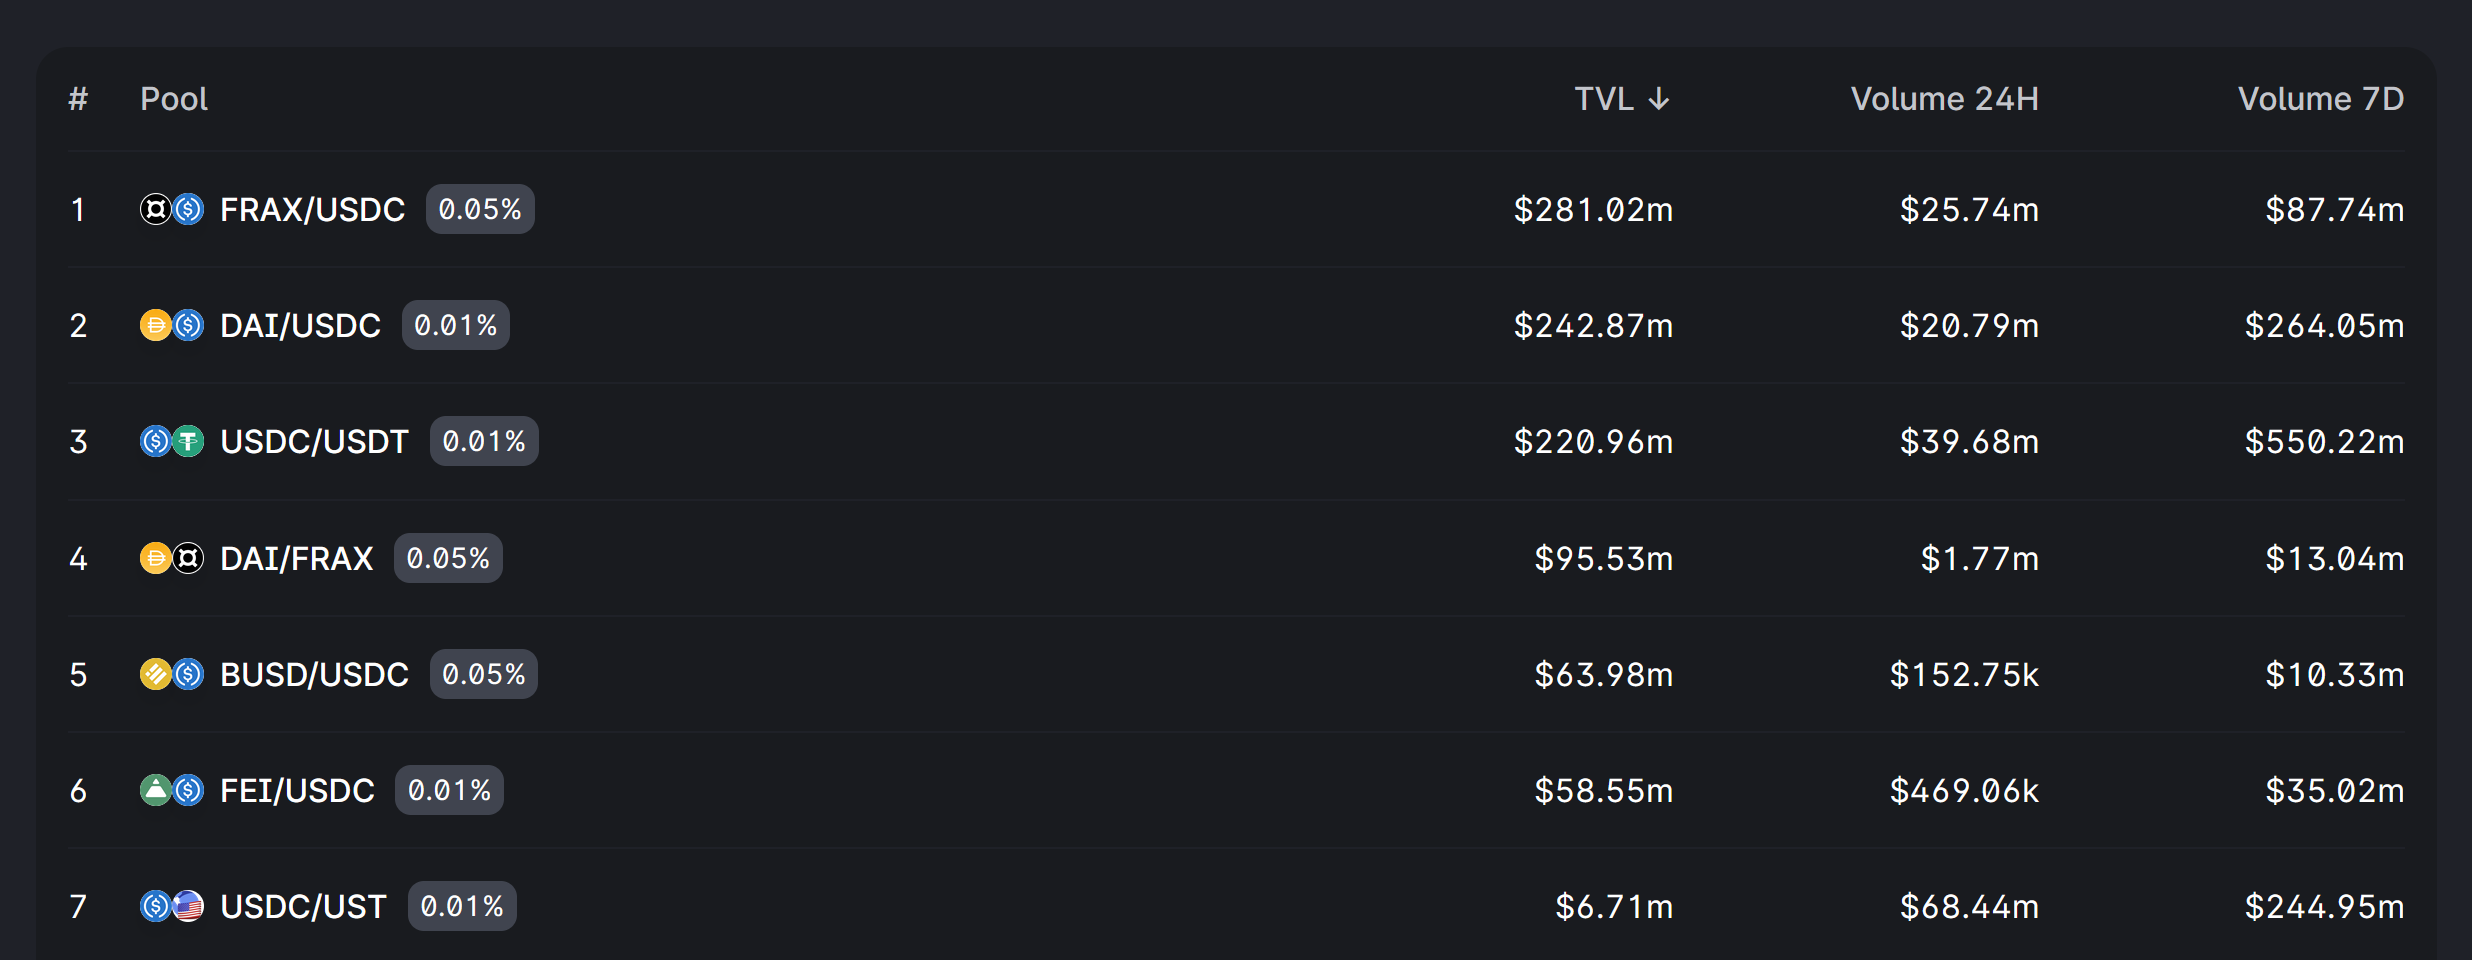 # Pool TVL ↓ Volume 24H Volume 7D
1 FRAX/USDC 0.05% $281.02m $25.74m $87.74m
2 DAI/USDC 0.01% $242.87m $20.79m $264.05m
3 USDC/USDT 0.01% $220.96m $39.68m $550.22m
4 DAI/FRAX 0.05% $95.53m $1.77m $13.04m
5 BUSD/USDC 0.05% $63.98m $152.75k $10.33m
6 FEI/USDC 0.01% $58.55m $469.06k $35.02m
7 USDC/UST 0.01% $6.71m $68.44m $244.95m